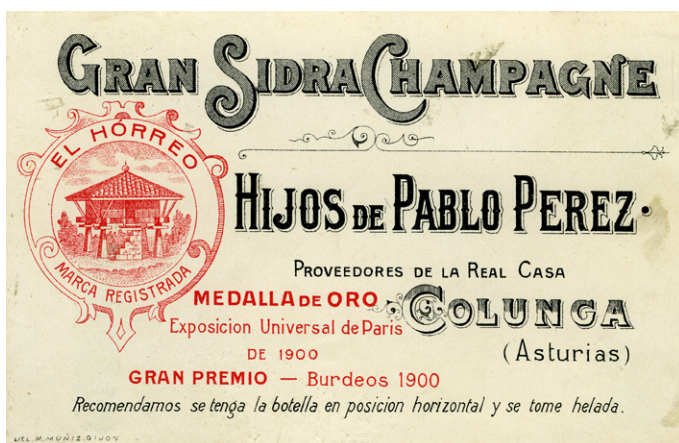 GRAN SIDRA CHAMPAGNE
EL HÓRREO
MARCA REGISTRADA
HIJOS DE PABLO PEREZ.
PROVEEDORES DE LA REAL CASA
COLUNGA
(Asturias)
MEDALLA DE ORO
Exposicion Universal de Paris
DE 1900
GRAN PREMIO — Burdeos 1900
Recomendamos se tenga la botella en posicion horizontal y se tome helada.
LIT. M. MUÑIZ. GIJON